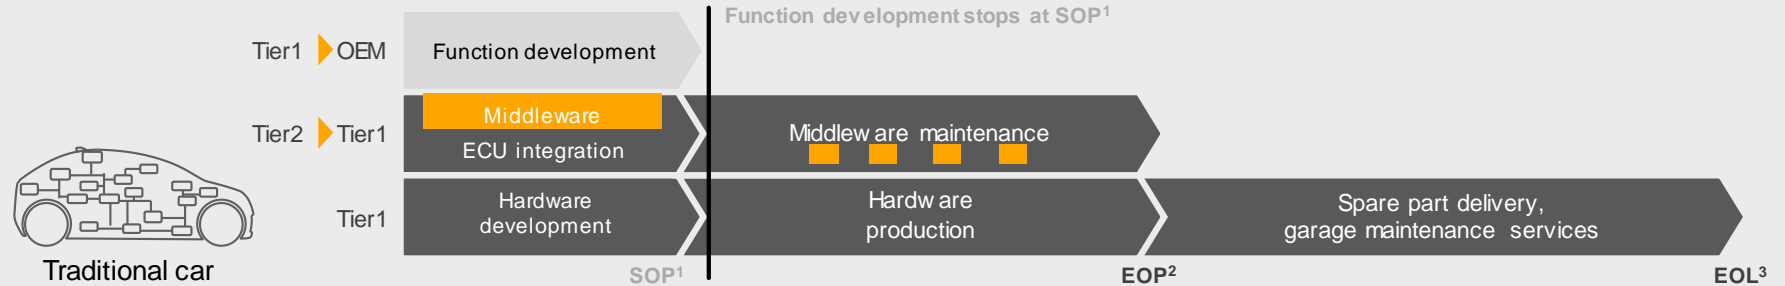 Function development stops at SOP¹
Tier1 OEM
Function development
Tier2 Tier1
Middleware
ECU integration
Middleware maintenance
Tier1
Hardware
development
Hardware
production
Spare part delivery,
garage maintenance services
Traditional car
SOP¹
EOP²
EOL³